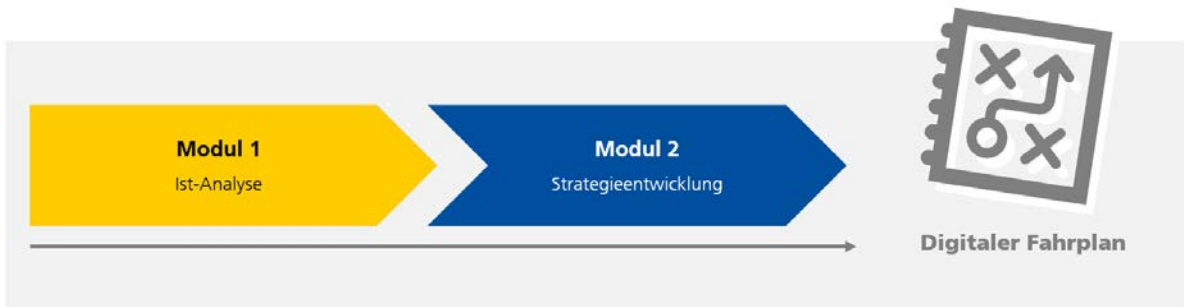 Modul 1
Ist-Analyse
Modul 2
Strategieentwicklung
Digitaler Fahrplan